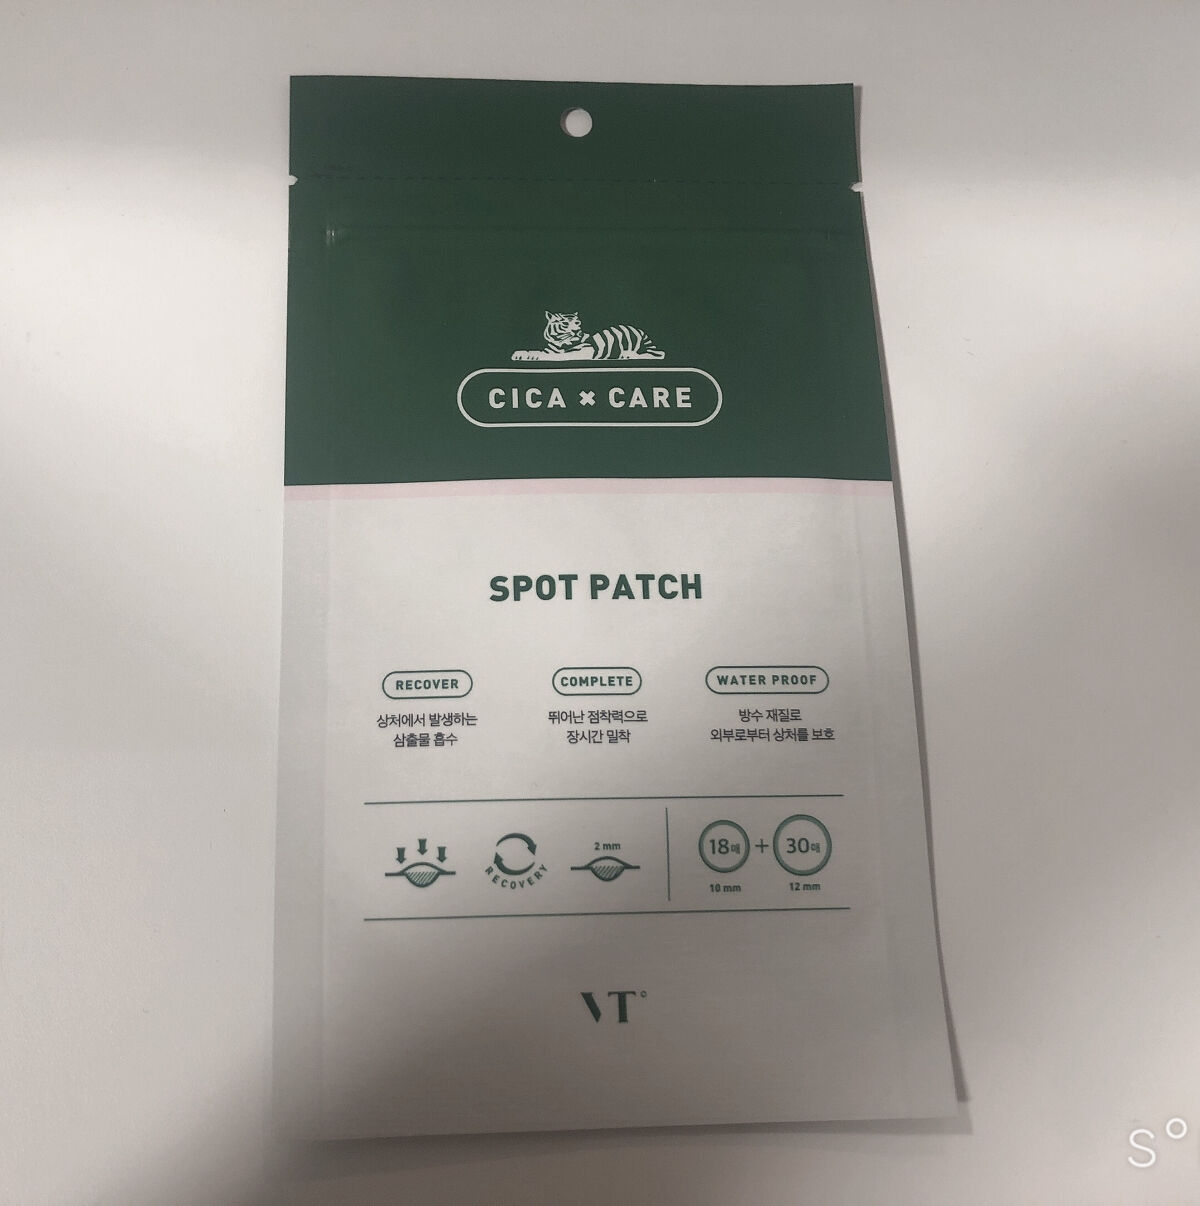 CICA × CARE
SPOT PATCH
RECOVER
상처에서 발생하는
삼출물 흡수
COMPLETE
뛰어난 점착력으로
장시간 밀착
WATER PROOF
방수 재질로
외부로부터 상처를 보호
RECOVERY
2 mm
18매 + 30매
10 mm 12 mm
VT
S°